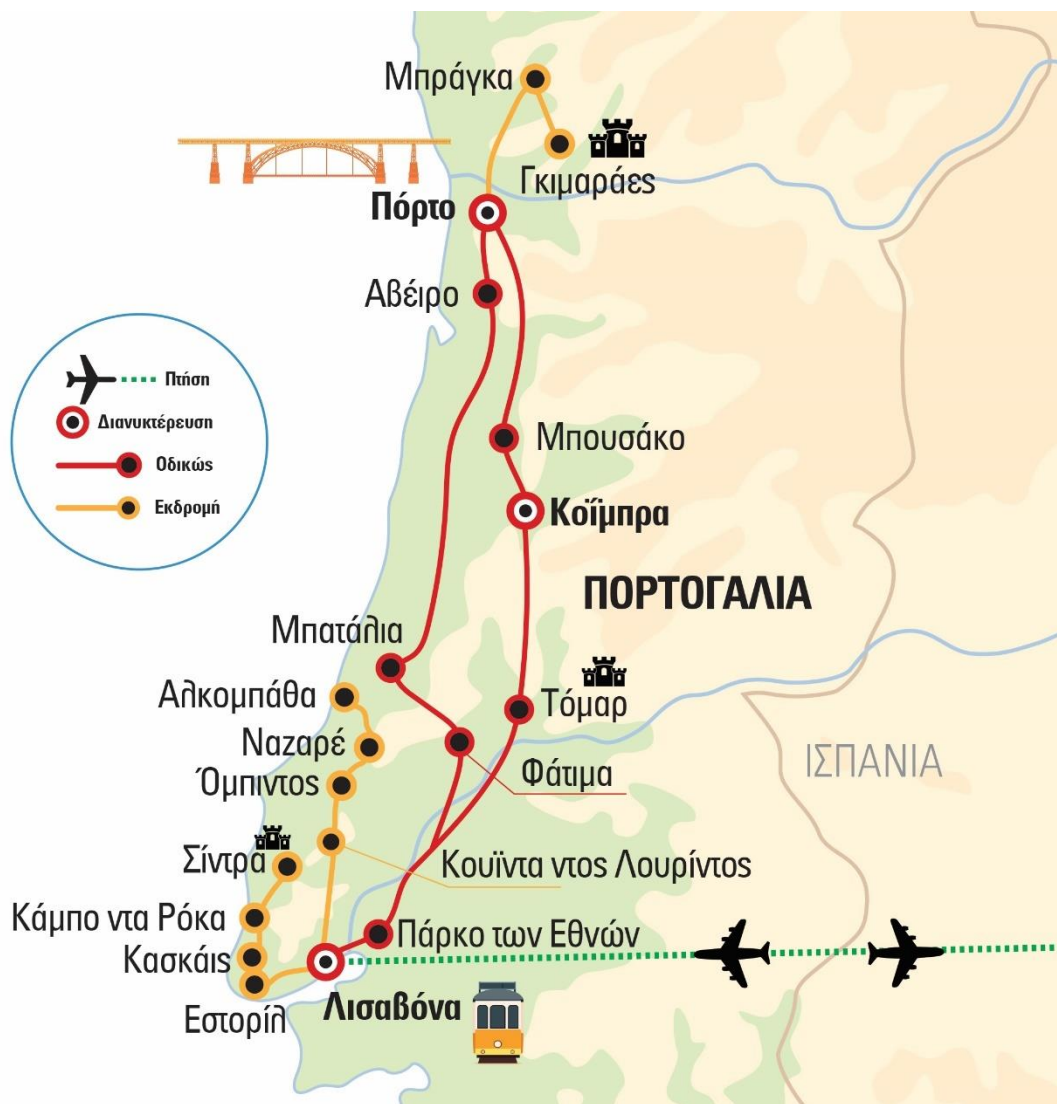 Μπράγκα
Γκιμαράες
Πόρτο
Αβέιρο
Πτήση
Διανυκτέρευση
Οδικώς
Εκδρομή
Μπουσάκο
Κοΐμπρα
ΠΟΡΤΟΓΑΛΙΑ
Μπατάλια
Αλκομπάθα
Τόμαρ
Ναζαρέ
ΙΣΠΑΝΙΑ
Φάτιμα
Όμπιντος
Σίντρα
Κουϊντα ντος Λουρίντος
Κάμπο ντα Ρόκα
Πάρκο των Εθνών
Κασκάις
Λισαβόνα
Εστορίλ